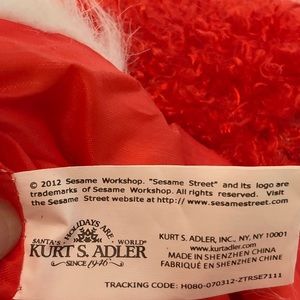 © 2012 Sesame Workshop. "Sesame Street" and its logo are
trademarks of Sesame Workshop. All rights reserved. Visit
the Sesame Street website at http://www.sesamestreet.com
HOLIDAYS ARE
SANTA'S WORLD®
KURT S. ADLER
SINCE 1946
KURT S. ADLER, INC., NY, NY 10001
www.kurtadler.com
MADE IN SHENZHEN CHINA
FABRIQUÉ EN SHENZHEN CHINE
TRACKING CODE: H080-070312-ZTRSE7111